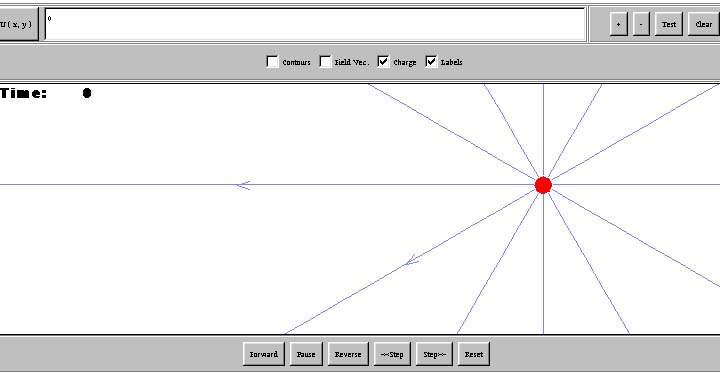 U(x,y) 0 + - Test Clear
Contours Field Vec. Charge Labels
Time: 0
Forward Pause Reverse <<Step Step>> Reset